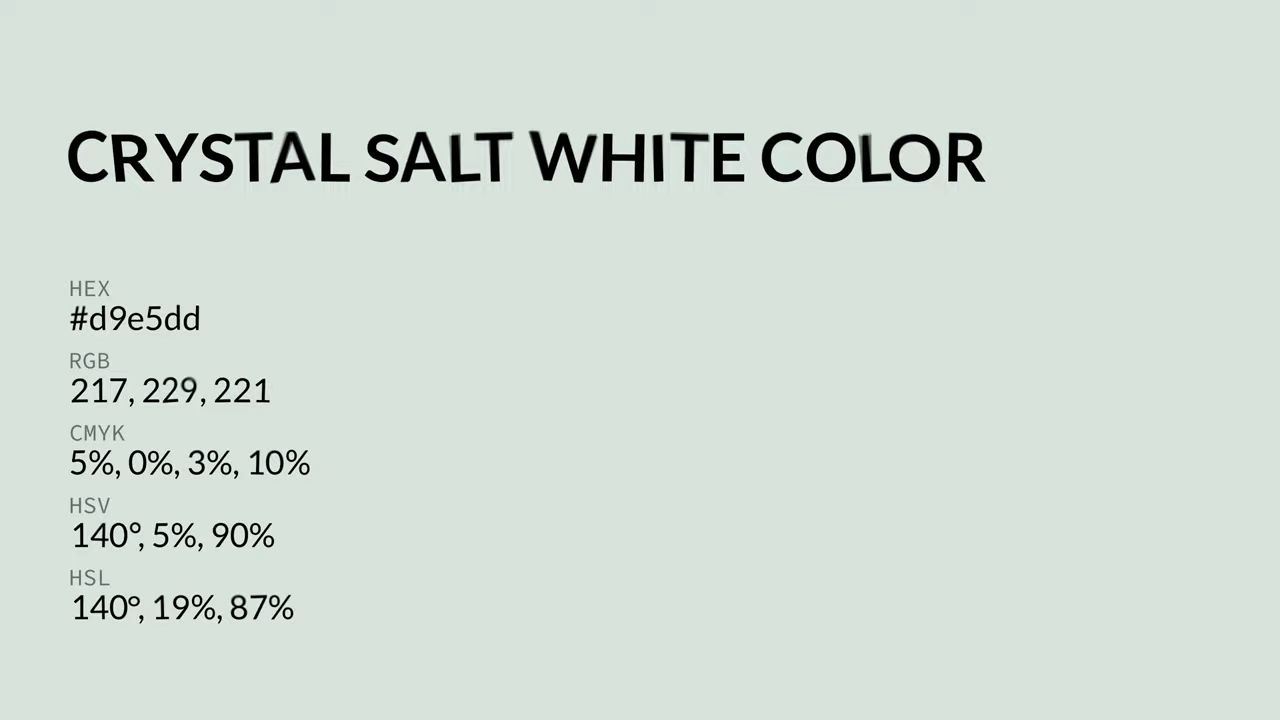 CRYSTAL SALT WHITE COLOR
HEX
#d9e5dd
RGB
217, 229, 221
CMYK
5%, 0%, 3%, 10%
HSV
140°, 5%, 90%
HSL
140°, 19%, 87%